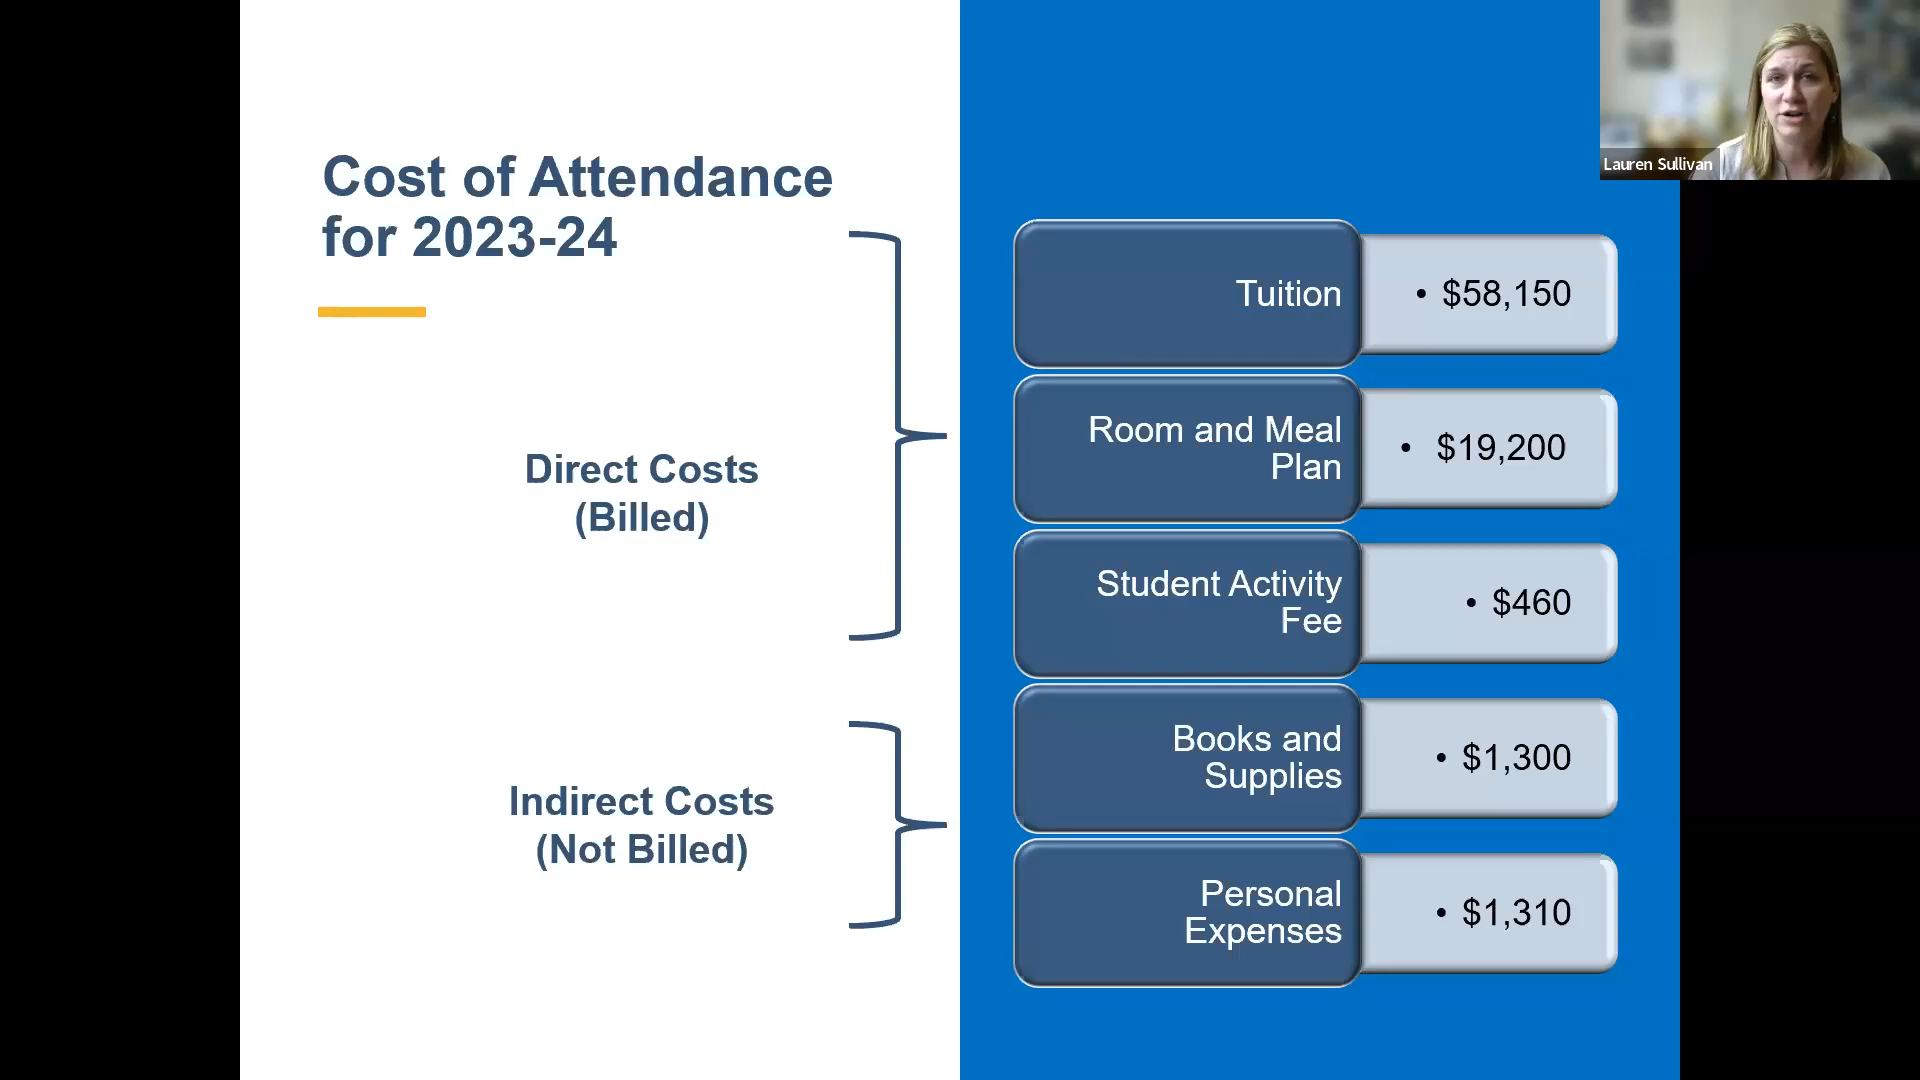 Cost of Attendance
for 2023-24
Direct Costs
(Billed)
Indirect Costs
(Not Billed)
Tuition
• $58,150
Room and Meal
Plan
• $19,200
Student Activity
Fee
• $460
Books and
Supplies
• $1,300
Personal
Expenses
• $1,310
Lauren Sullivan